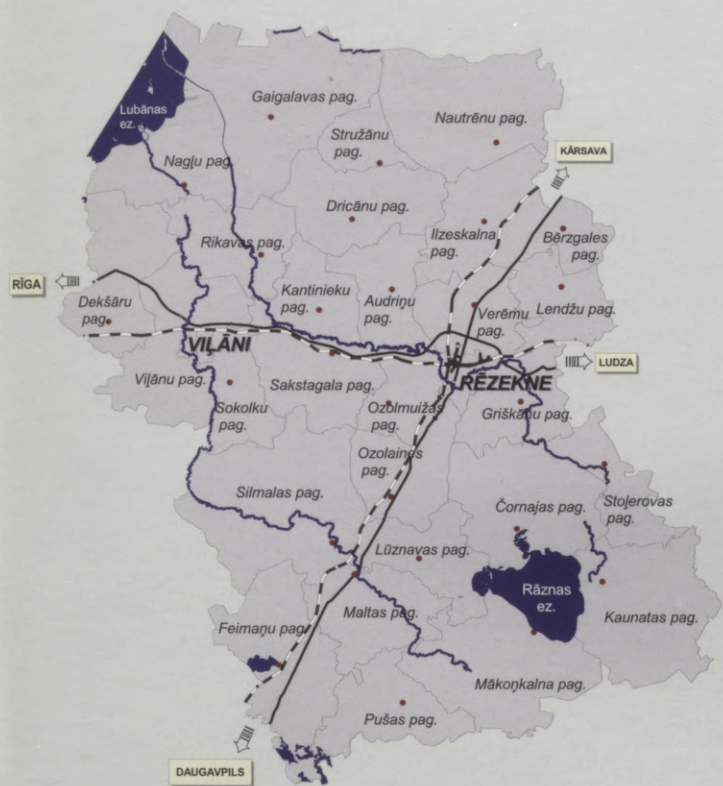 Lubānas
ez.
Gaigalavas pag.
Nautrēnu pag.
Stružānu
pag.
KĀRSAVA
Nagļu pag.
Dricānu pag.
Ilzeskalna
pag.
Bērzgales
pag.
Rikavas pag.
RĪGA
Dekšāru
pag.
Kantinieku
pag.
Audriņu
pag.
Lendžu pag.
Verēmu
pag.
VIĻĀNI
LUDZA
RĒZEKNE
Viļānu pag.
Sokolku
pag.
Sakstagala pag.
Ozolmuižas
pag.
Griškānu pag.
Ozolaines
pag.
Silmalas pag.
Čornajas pag.
Stoļerovas
pag.
Lūznavas pag.
Rāznas
ez.
Kaunatas pag.
Maltas pag.
Feimaņu pag.
Mākoņkalna pag.
Pušas pag.
DAUGAVPILS